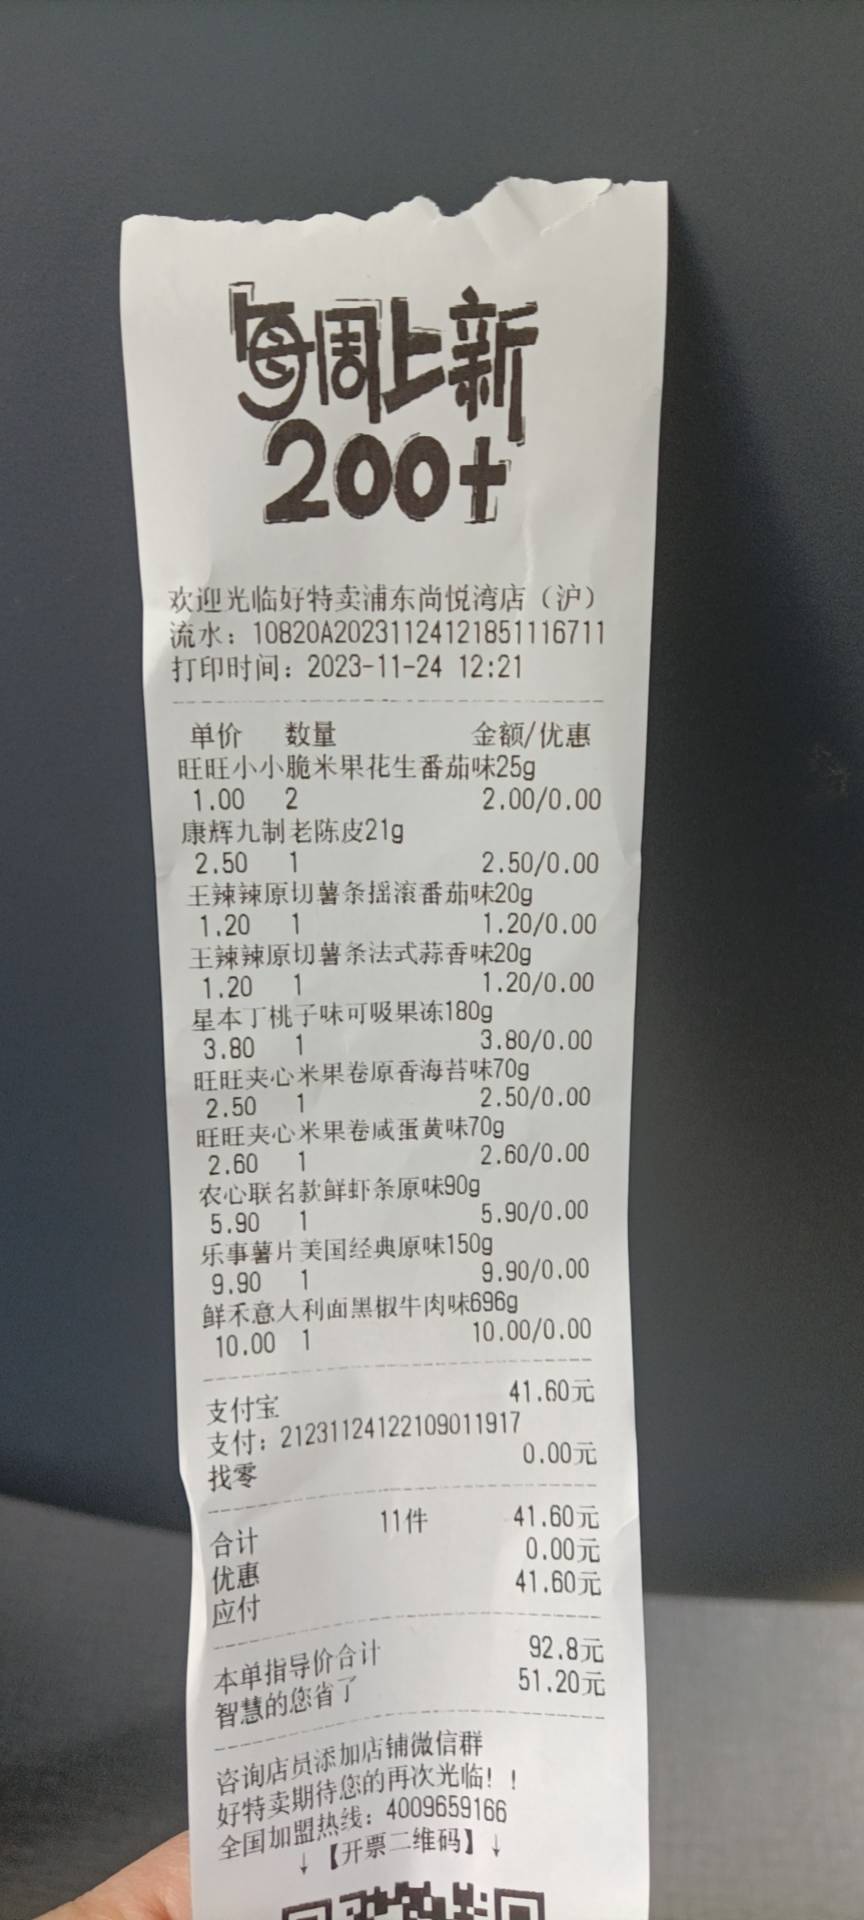 每周上新
200+
欢迎光临好特卖浦东尚悦湾店（沪）
流水：10820A20231124121851116711
打印时间：2023-11-24 12:21
单价 数量 金额/优惠
旺旺小小脆米果花生番茄味25g
1.00 2 2.00/0.00
康辉九制老陈皮21g
2.50 1 2.50/0.00
王辣辣原切薯条摇滚番茄味20g
1.20 1 1.20/0.00
王辣辣原切薯条法式蒜香味20g
1.20 1 1.20/0.00
星本丁桃子味可吸果冻180g
3.80 1 3.80/0.00
旺旺夹心米果卷原香海苔味70g
2.50 1 2.50/0.00
旺旺夹心米果卷咸蛋黄味70g
2.60 1 2.60/0.00
农心联名款鲜虾条原味90g
5.90 1 5.90/0.00
乐事薯片美国经典原味150g
9.90 1 9.90/0.00
鲜禾意大利面黑椒牛肉味696g
10.00 1 10.00/0.00
支付宝 41.60元
支付：21231124122109011917
找零 0.00元
合计 11件 41.60元
优惠 0.00元
应付 41.60元
本单指导价合计 92.8元
智慧的您省了 51.20元
咨询店员添加店铺微信群
好特卖期待您的再次光临！！
全国加盟热线：4009659166
↓【开票二维码】↓